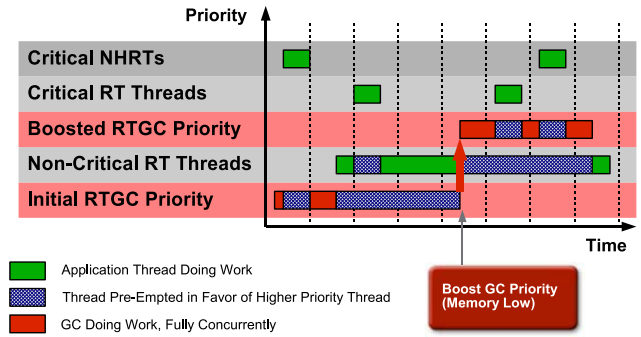 Priority
Critical NHRTs
Critical RT Threads
Boosted RTGC Priority
Non-Critical RT Threads
Initial RTGC Priority
Time
Application Thread Doing Work
Thread Pre-Empted in Favor of Higher Priority Thread
GC Doing Work, Fully Concurrently
Boost GC Priority
(Memory Low)